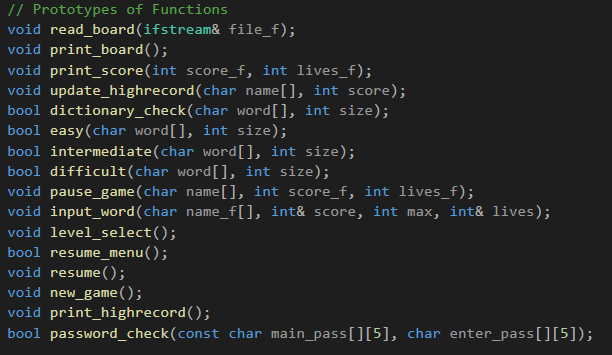 // Prototypes of Functions
void read_board(ifstream& file_f);
void print_board();
void print_score(int score_f, int lives_f);
void update_highrecord(char name[], int score);
bool dictionary_check(char word[], int size);
bool easy(char word[], int size);
bool intermediate(char word[], int size);
bool difficult(char word[], int size);
void pause_game(char name[], int score_f, int lives_f);
void input_word(char name_f[], int& score, int max, int& lives);
void level_select();
bool resume_menu();
void resume();
void new_game();
void print_highrecord();
bool password_check(const char main_pass[][5], char enter_pass[][5]);